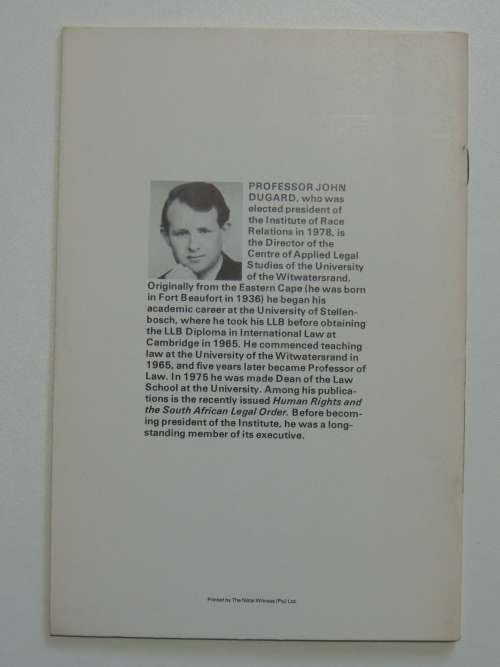 PROFESSOR JOHN
DUGARD, who was
elected president of
the Institute of Race
Relations in 1978, is
the Director of the
Centre of Applied Legal
Studies of the University
of the Witwatersrand.
Originally from the Eastern Cape (he was born
in Fort Beaufort in 1936) he began his
academic career at the University of Stellen-
bosch, where he took his LLB before obtaining
the LLB Diploma in International Law at
Cambridge in 1965. He commenced teaching
law at the University of the Witwatersrand in
1965, and five years later became Professor of
Law. In 1975 he was made Dean of the Law
School at the University. Among his publica-
tions is the recently issued Human Rights and
the South African Legal Order. Before becom-
ing president of the Institute, he was a long-
standing member of its executive.
Printed by The Natal Witness (Pty) Ltd.